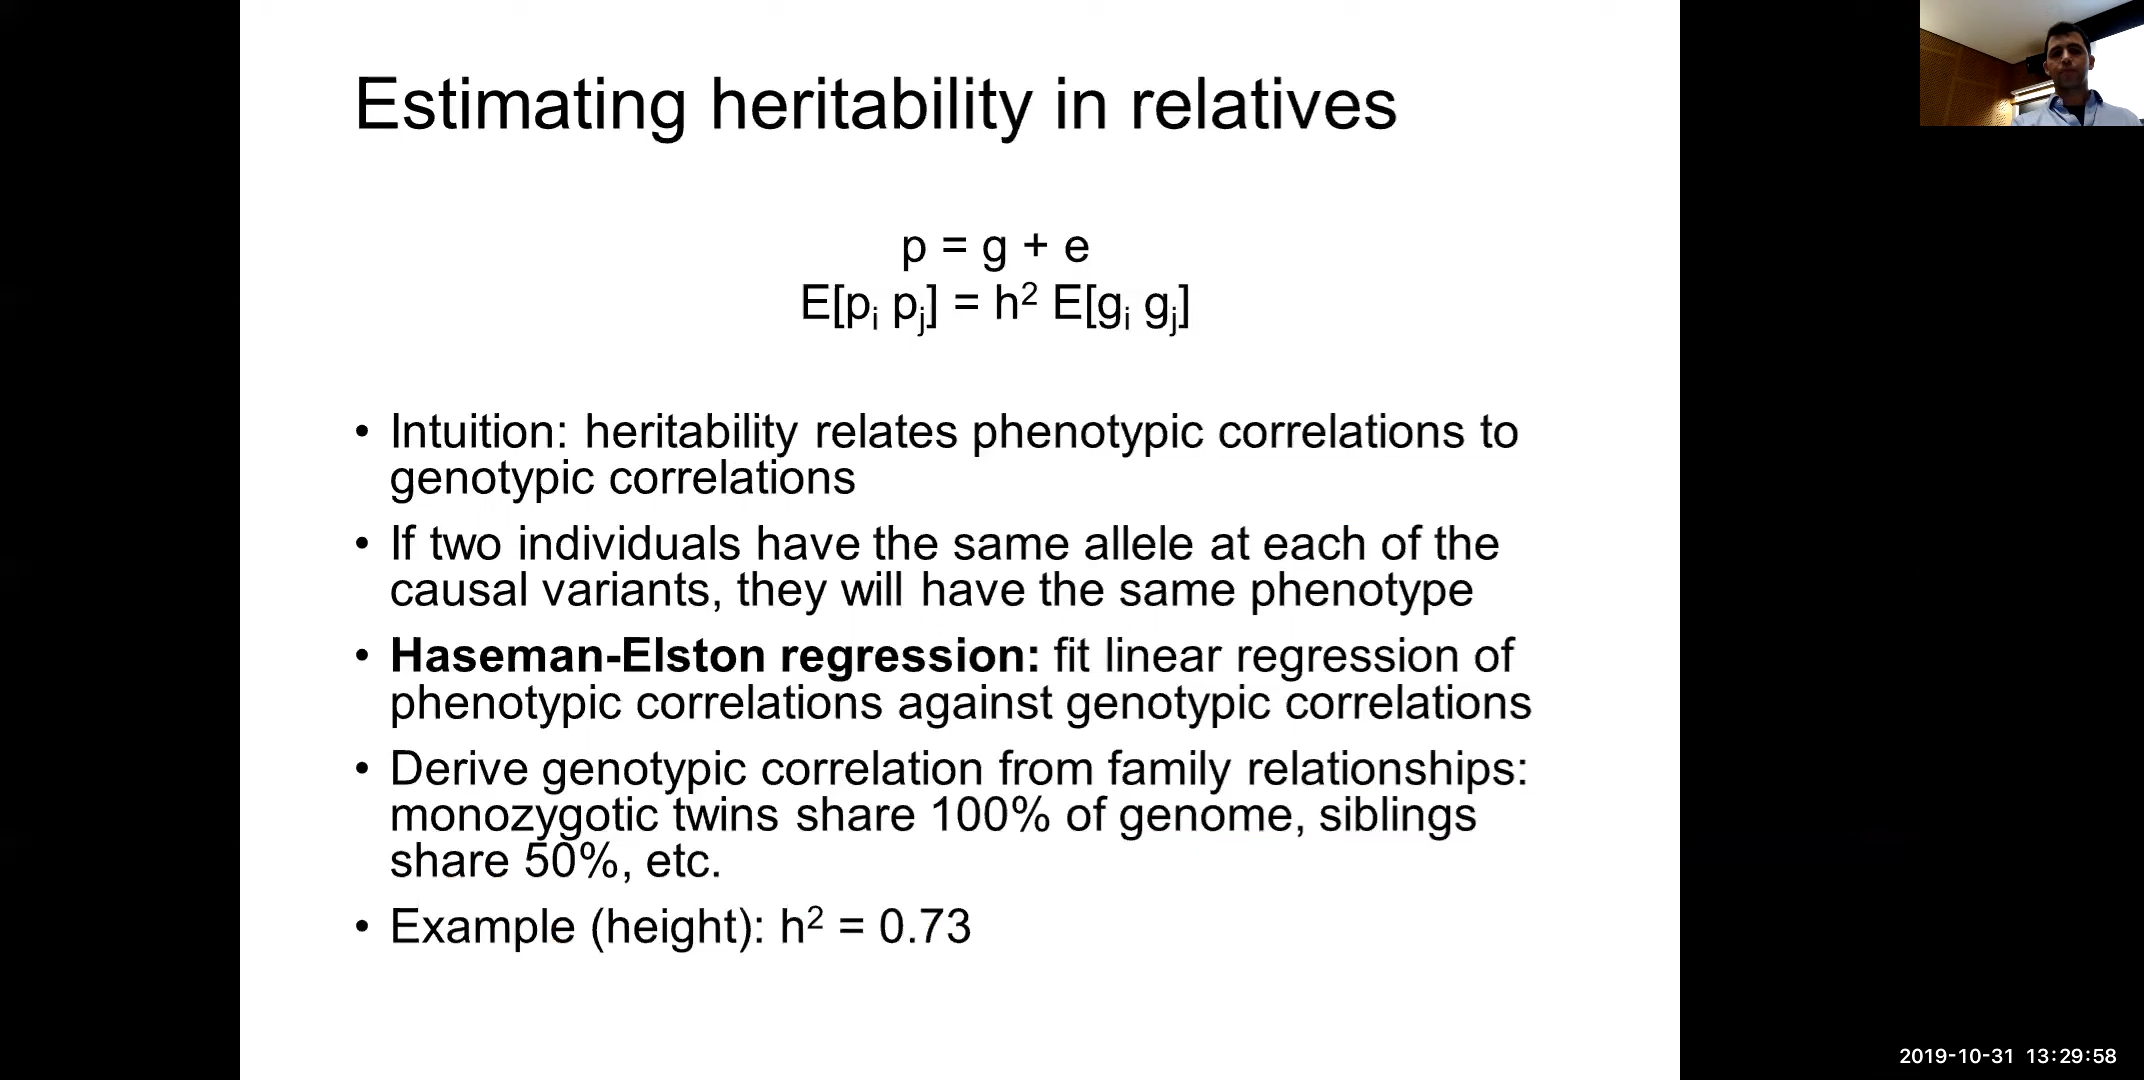 Estimating heritability in relatives
p = g + e
E[pᵢ pⱼ] = h² E[gᵢ gⱼ]
• Intuition: heritability relates phenotypic correlations to
genotypic correlations
• If two individuals have the same allele at each of the
causal variants, they will have the same phenotype
• Haseman-Elston regression: fit linear regression of
phenotypic correlations against genotypic correlations
• Derive genotypic correlation from family relationships:
monozygotic twins share 100% of genome, siblings
share 50%, etc.
• Example (height): h² = 0.73
2019-10-31 13:29:58